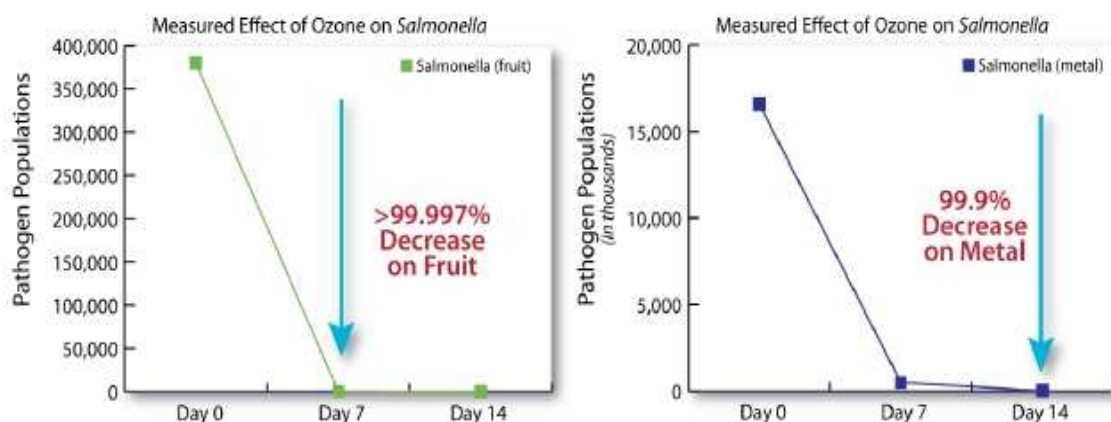 Measured Effect of Ozone on Salmonella
Pathogen Populations
400,000
350,000
300,000
250,000
200,000
150,000
100,000
50,000
0
Salmonella (fruit)
>99.997%
Decrease
on Fruit
Day 0 Day 7 Day 14
Measured Effect of Ozone on Salmonella
Pathogen Populations
(in thousands)
20,000
15,000
10,000
5,000
0
Salmonella (metal)
99.9%
Decrease
on Metal
Day 0 Day 7 Day 14